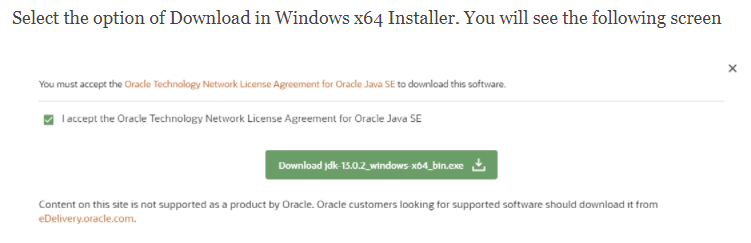 Select the option of Download in Windows x64 Installer. You will see the following screen
You must accept the Oracle Technology Network License Agreement for Oracle Java SE to download this software.
I accept the Oracle Technology Network License Agreement for Oracle Java SE
Download jdk-13.0.2_windows-x64_bin.exe
Content on this site is not supported as a product by Oracle. Oracle customers looking for supported software should download it from
eDelivery.oracle.com.